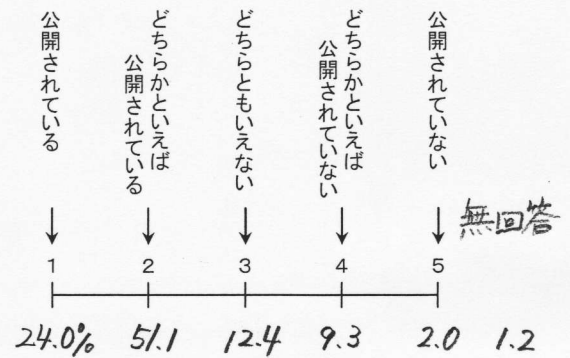 公開されている
どちらかといえば
公開されている
どちらともいえない
どちらかといえば
公開されていない
公開されていない
無回答
1 2 3 4 5
24.0% 51.1 12.4 9.3 2.0 1.2